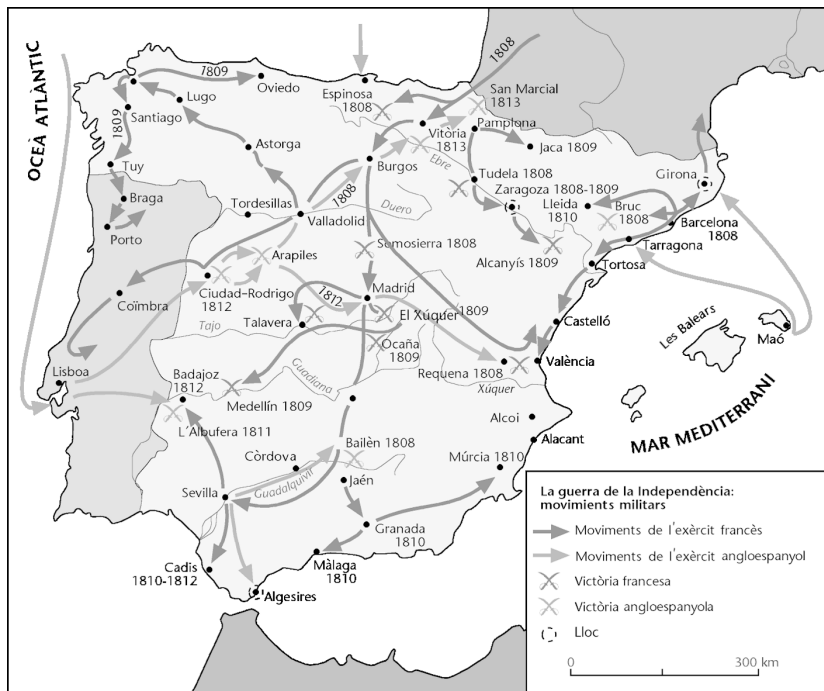 OCEÀ ATLÀNTIC
1808
1809
Oviedo
Espinosa
1808
San Marcial
1813
Lugo
Santiago
1809
Vitòria
1813
Pamplona
Jaca 1809
Astorga
Burgos
Ebre
Girona
Tuy
Tudela 1808
Zaragoza 1808-1809
Braga
1808
Lleida
1810
Bruc
1808
Tordesillas
Duero
Valladolid
Barcelona
1808
Porto
Somosierra 1808
Tarragona
Arapiles
Alcanyís 1809
Tortosa
Ciudad-Rodrigo
1812
Madrid
Coïmbra
1812
El Xúquer
1809
Castelló
Les Balears
Maó
Tajo
Talavera
Ocaña
1809
Lisboa
Badajoz
1812
Requena 1808
València
Guadiana
Xúquer
Medellín 1809
MAR MEDITERRANI
L'Albufera 1811
Alcoi
Bailèn 1808
Alacant
Còrdova
Múrcia 1810
Jaén
Sevilla
Guadalquivir
Granada
1810
Màlaga
1810
Cadis
1810-1812
Algesires
La guerra de la Independència:
movimients militars
Moviments de l'exèrcit francès
Moviments de l'exèrcit angloespanyol
Victòria francesa
Victòria angloespanyola
Lloc
0
300 km